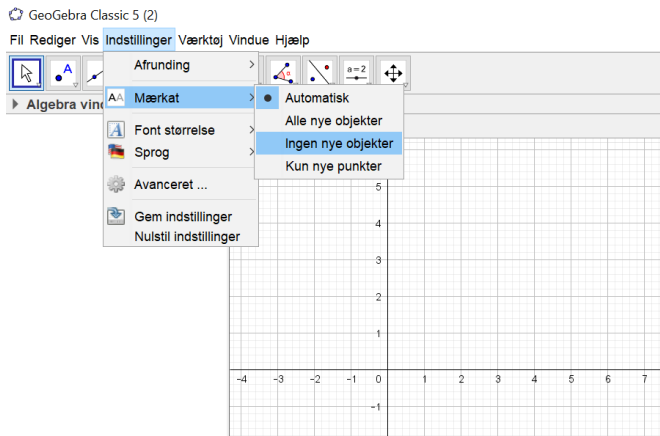 GeoGebra Classic 5 (2)
Fil Rediger Vis Indstillinger Værktøj Vindue Hjælp
A
a=2
Afrunding
Algebra vind
AA Mærkat
Automatisk
Alle nye objekter
Ingen nye objekter
Kun nye punkter
A Font størrelse
Sprog
Avanceret ...
Gem indstillinger
Nulstil indstillinger
5
4
3
2
1
-4 -3 -2 -1 0 1 2 3 4 5 6 7
-1